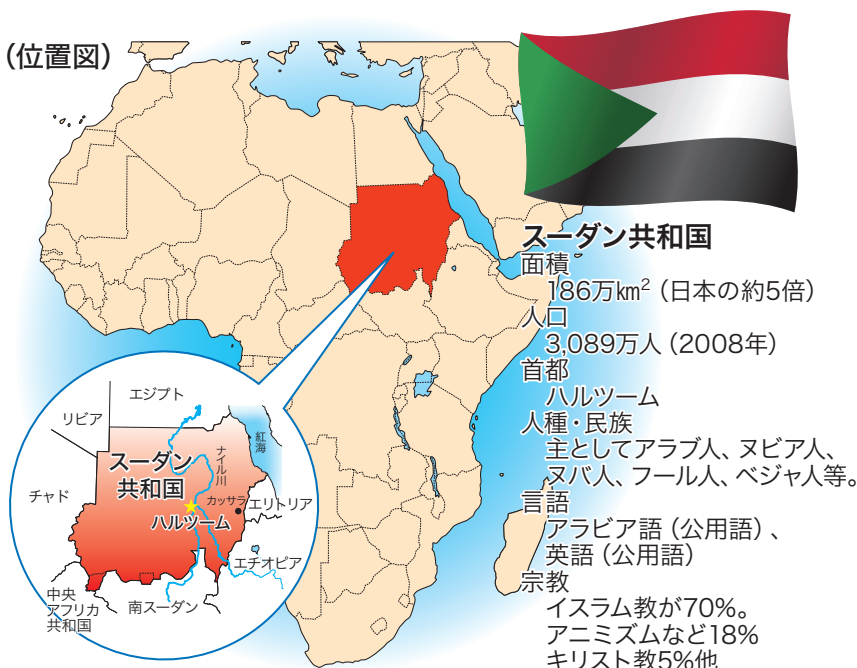 (位置図)
スーダン共和国
面積
186万km² (日本の約5倍)
人口
3,089万人 (2008年)
首都
ハルツーム
人種・民族
主としてアラブ人、ヌビア人、
ヌバ人、フール人、ベジャ人等。
言語
アラビア語 (公用語) 、
英語 (公用語)
宗教
イスラム教が70%。
アニミズムなど18%
キリスト教5%他
エジプト
リビア
紅海
ナイル川
スーダン
共和国
チャド
カッサラ
エリトリア
ハルツーム
エチオピア
中央
アフリカ
共和国
南スーダン